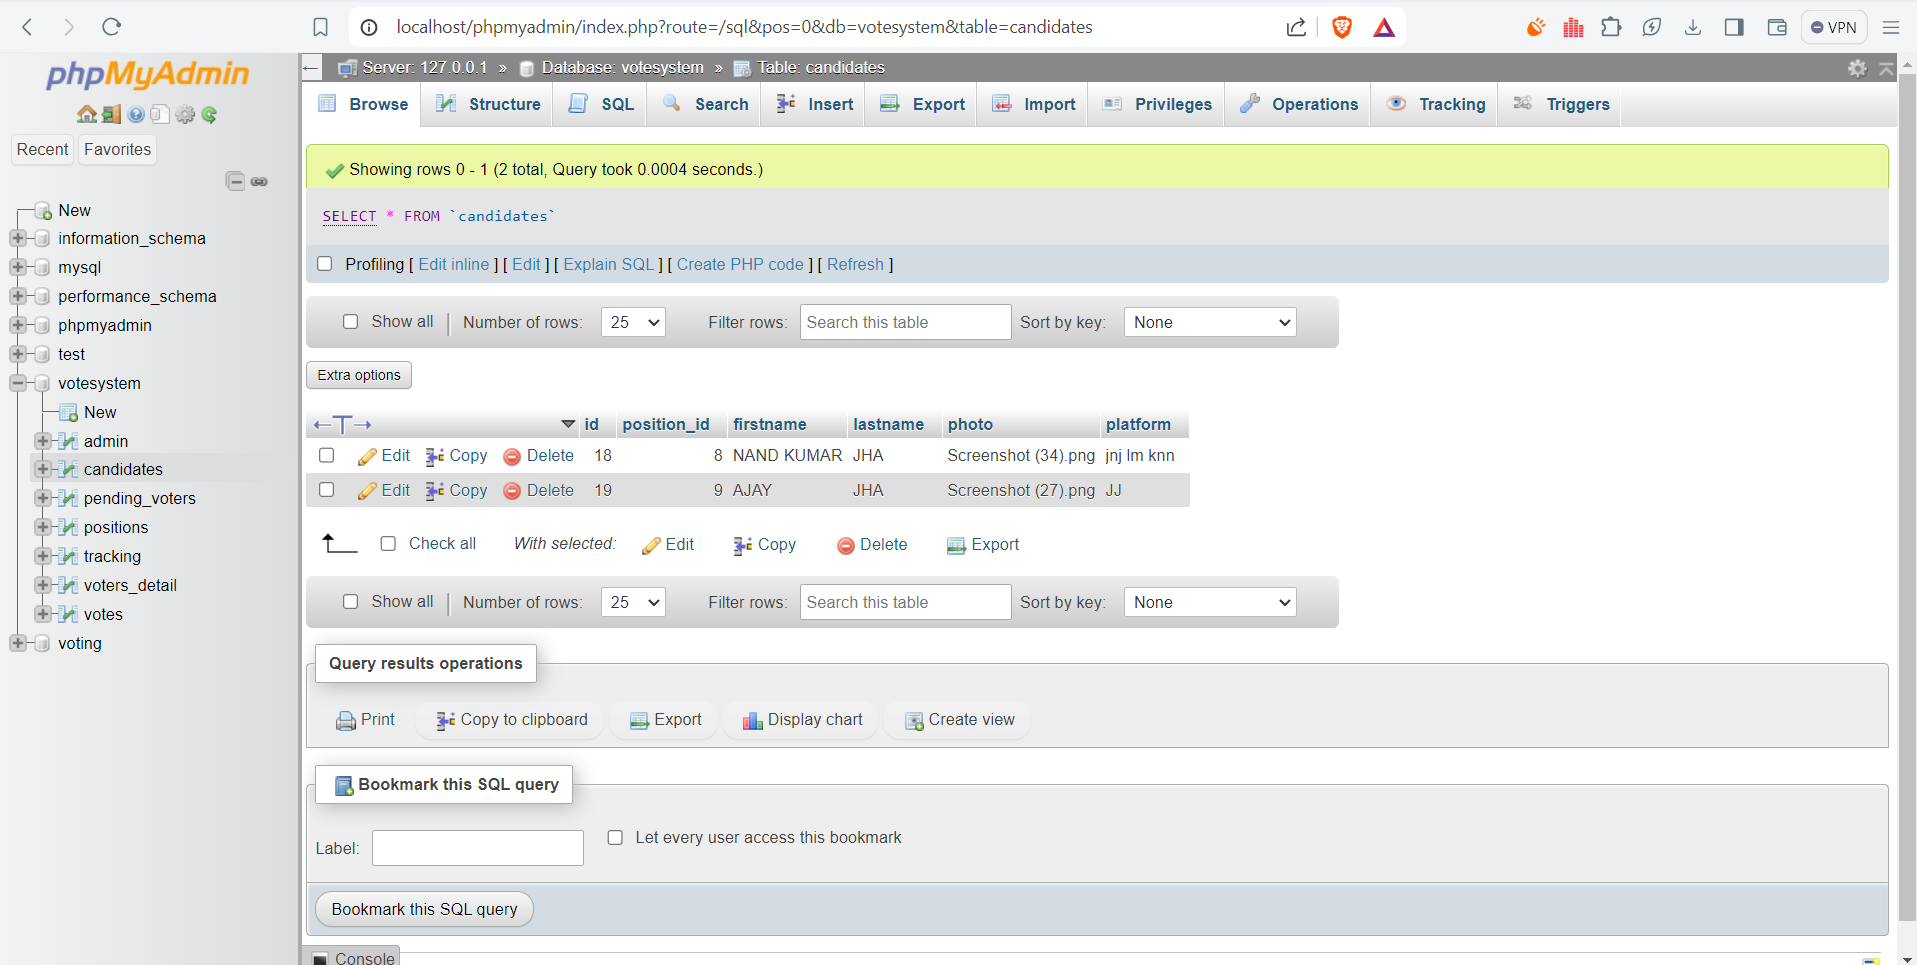 localhost/phpmyadmin/index.php?route=/sql&pos=0&db=votesystem&table=candidates
VPN
phpMyAdmin
Recent Favorites
New
information_schema
mysql
performance_schema
phpmyadmin
test
votesystem
New
admin
candidates
pending_voters
positions
tracking
voters_detail
votes
voting
Server: 127.0.0.1 » Database: votesystem » Table: candidates
Browse Structure SQL Search Insert Export Import Privileges Operations Tracking Triggers
Showing rows 0 - 1 (2 total, Query took 0.0004 seconds.)
SELECT * FROM `candidates`
Profiling [ Edit inline ] [ Edit ] [ Explain SQL ] [ Create PHP code ] [ Refresh ]
Show all | Number of rows: 25 Filter rows: Search this table Sort by key: None
Extra options
←T→ id position_id firstname lastname photo platform
Edit Copy Delete 18 8 NAND KUMAR JHA Screenshot (34).png jnj lm knn
Edit Copy Delete 19 9 AJAY JHA Screenshot (27).png JJ
Check all With selected: Edit Copy Delete Export
Show all | Number of rows: 25 Filter rows: Search this table Sort by key: None
Query results operations
Print Copy to clipboard Export Display chart Create view
Bookmark this SQL query
Label: Let every user access this bookmark
Bookmark this SQL query
Console